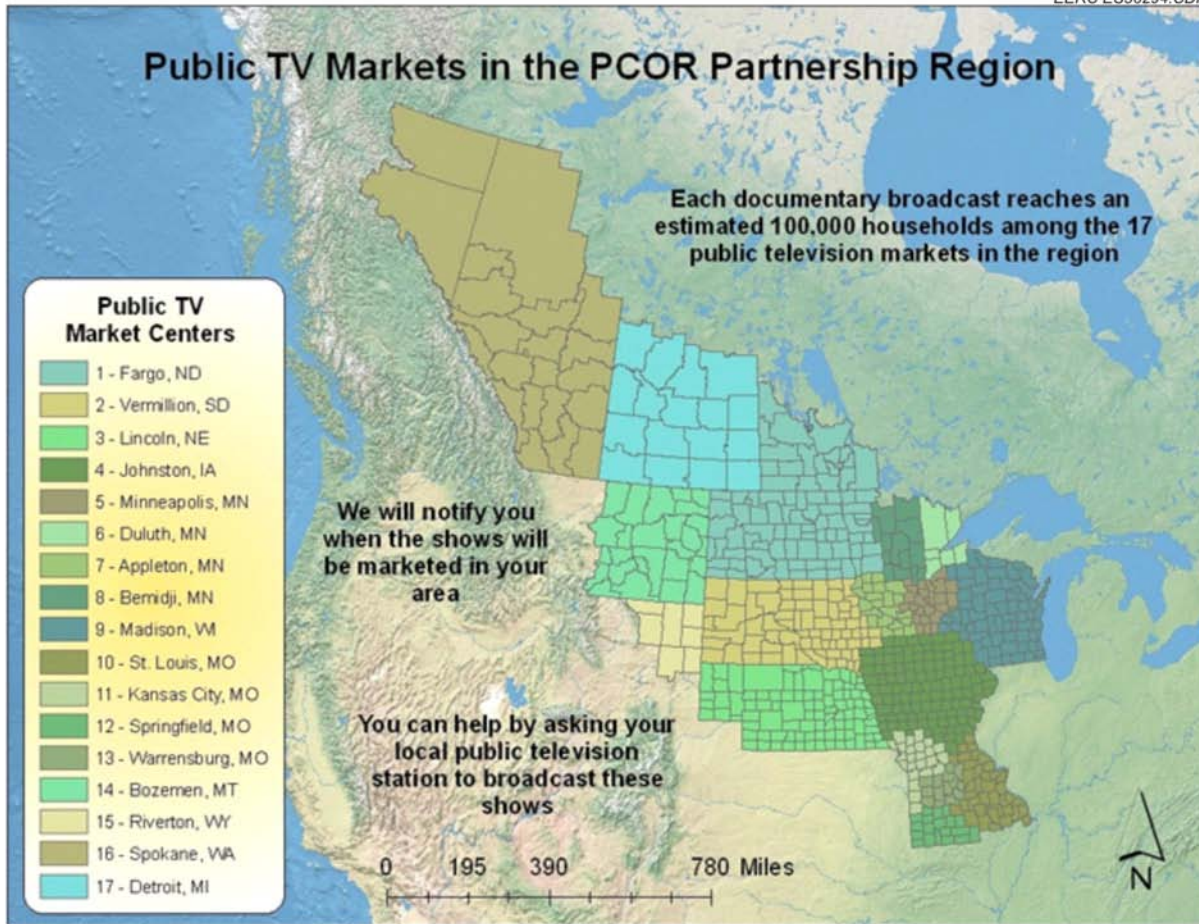 Public TV Markets in the PCOR Partnership Region
Each documentary broadcast reaches an
estimated 100,000 households among the 17
public television markets in the region
Public TV
Market Centers
1 - Fargo, ND
2 - Vermillion, SD
3 - Lincoln, NE
4 - Johnston, IA
5 - Minneapolis, MN
6 - Duluth, MN
7 - Appleton, MN
8 - Bemidji, MN
9 - Madison, WI
10 - St. Louis, MO
11 - Kansas City, MO
12 - Springfield, MO
13 - Warrensburg, MO
14 - Bozemen, MT
15 - Riverton, WY
16 - Spokane, WA
17 - Detroit, MI
We will notify you
when the shows will
be marketed in your
area
You can help by asking your
local public television
station to broadcast these
shows
0 195 390 780 Miles
N